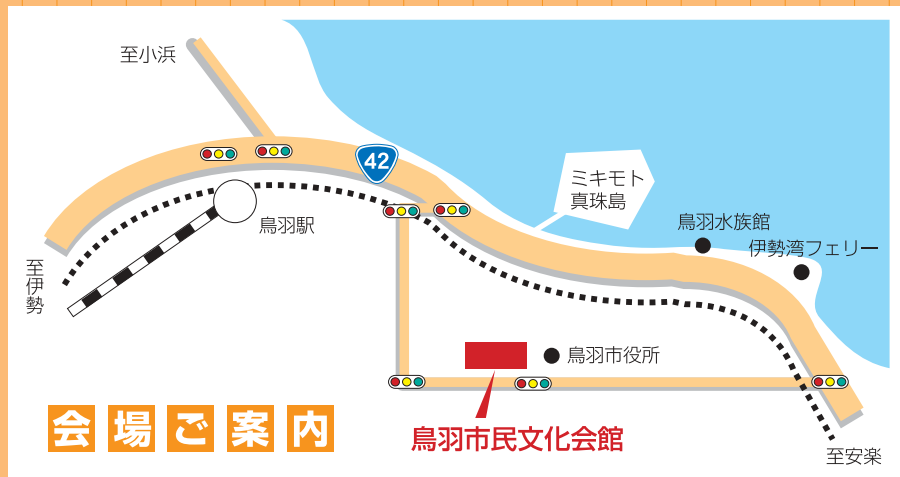 至小浜
42
ミキモト
真珠島
鳥羽駅
鳥羽水族館
伊勢湾フェリー
至伊勢
鳥羽市役所
会場ご案内
鳥羽市民文化会館
至安楽